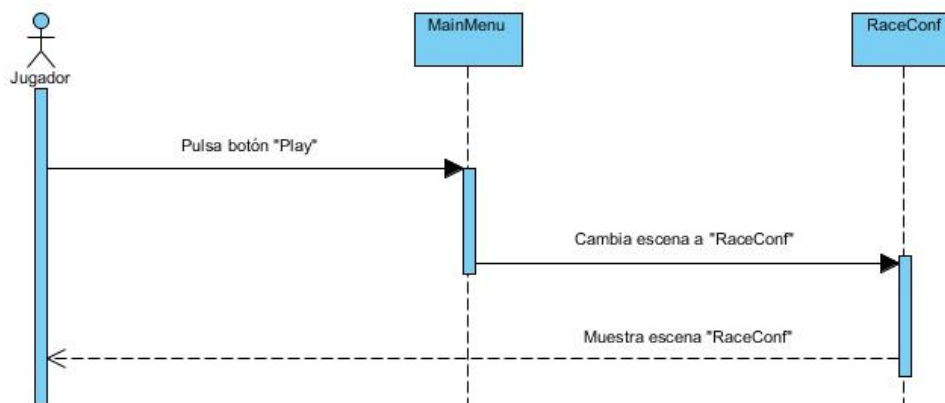 MainMenu
RaceConf
Jugador
Pulsa botón "Play"
Cambia escena a "RaceConf"
Muestra escena "RaceConf"